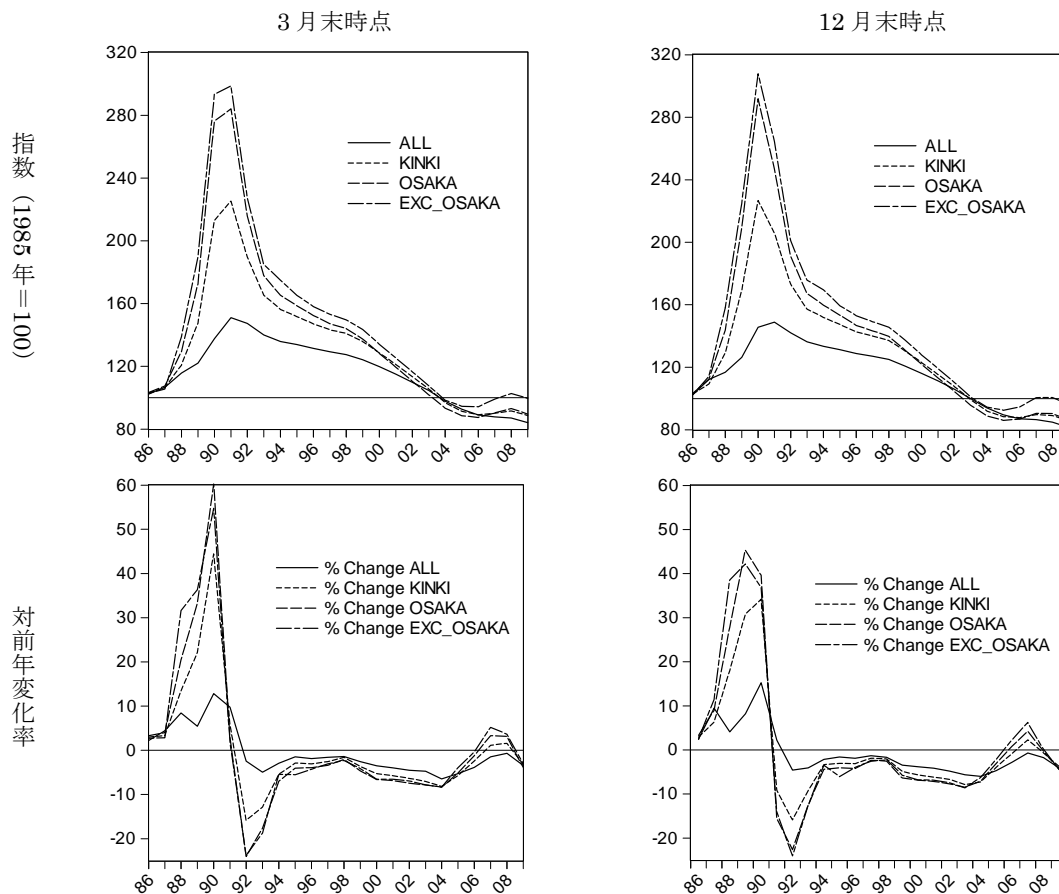 3月末時点
12月末時点
指数（1985年＝100）
320
280
240
200
160
120
80
ALL
KINKI
OSAKA
EXC_OSAKA
86 88 90 92 94 96 98 00 02 04 06 08
320
280
240
200
160
120
80
ALL
KINKI
OSAKA
EXC_OSAKA
86 88 90 92 94 96 98 00 02 04 06 08
対前年変化率
60
50
40
30
20
10
0
-10
-20
% Change ALL
% Change KINKI
% Change OSAKA
% Change EXC_OSAKA
86 88 90 92 94 96 98 00 02 04 06 08
60
50
40
30
20
10
0
-10
-20
% Change ALL
% Change KINKI
% Change OSAKA
% Change EXC_OSAKA
86 88 90 92 94 96 98 00 02 04 06 08